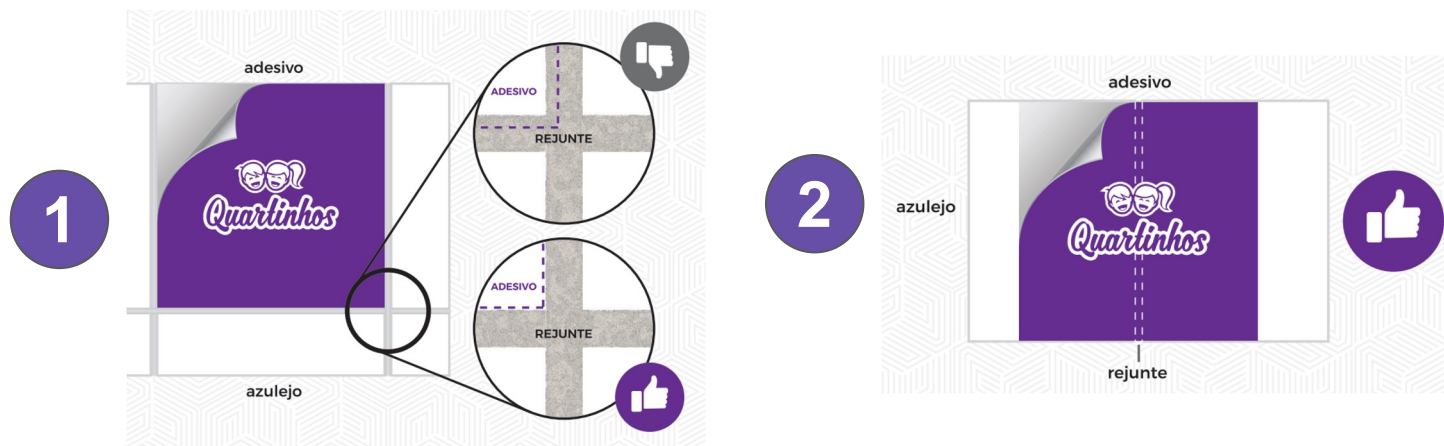 1
adesivo
Quartinhos
azulejo
ADESIVO
REJUNTE
ADESIVO
REJUNTE
2
adesivo
azulejo
Quartinhos
rejunte